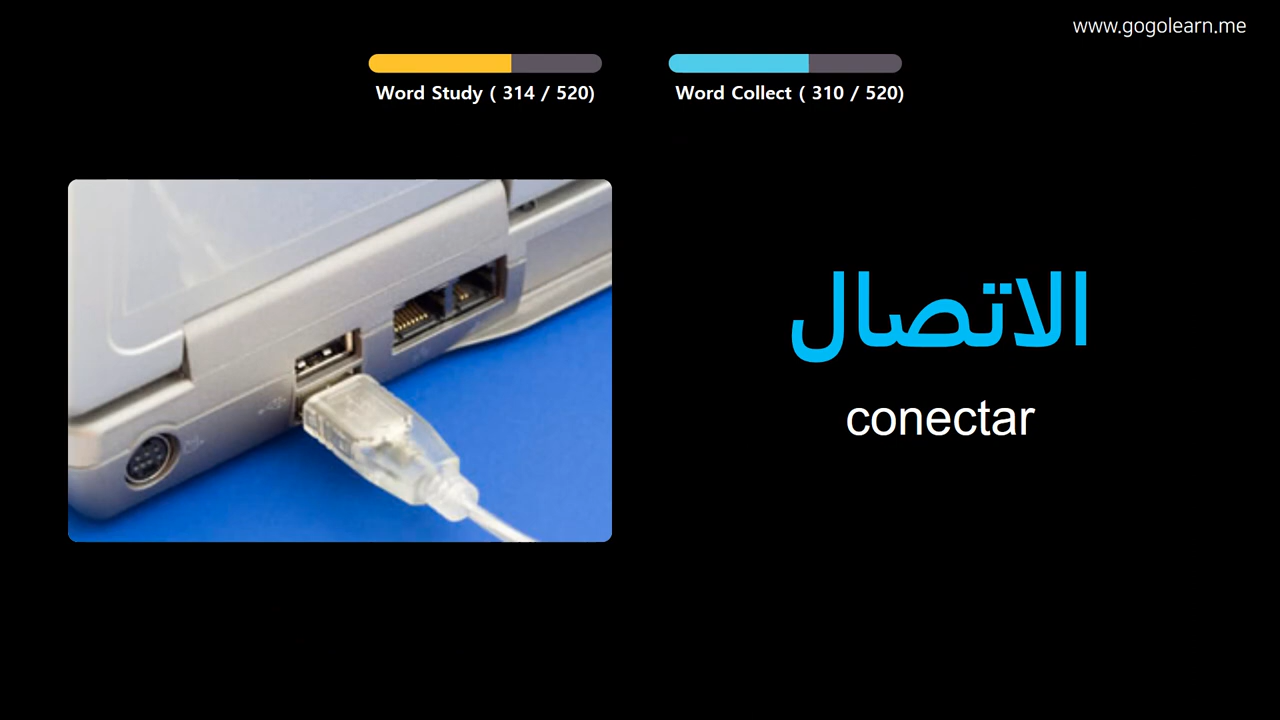 www.gogolearn.me
Word Study ( 314 / 520)
Word Collect ( 310 / 520)
الاتصال
conectar